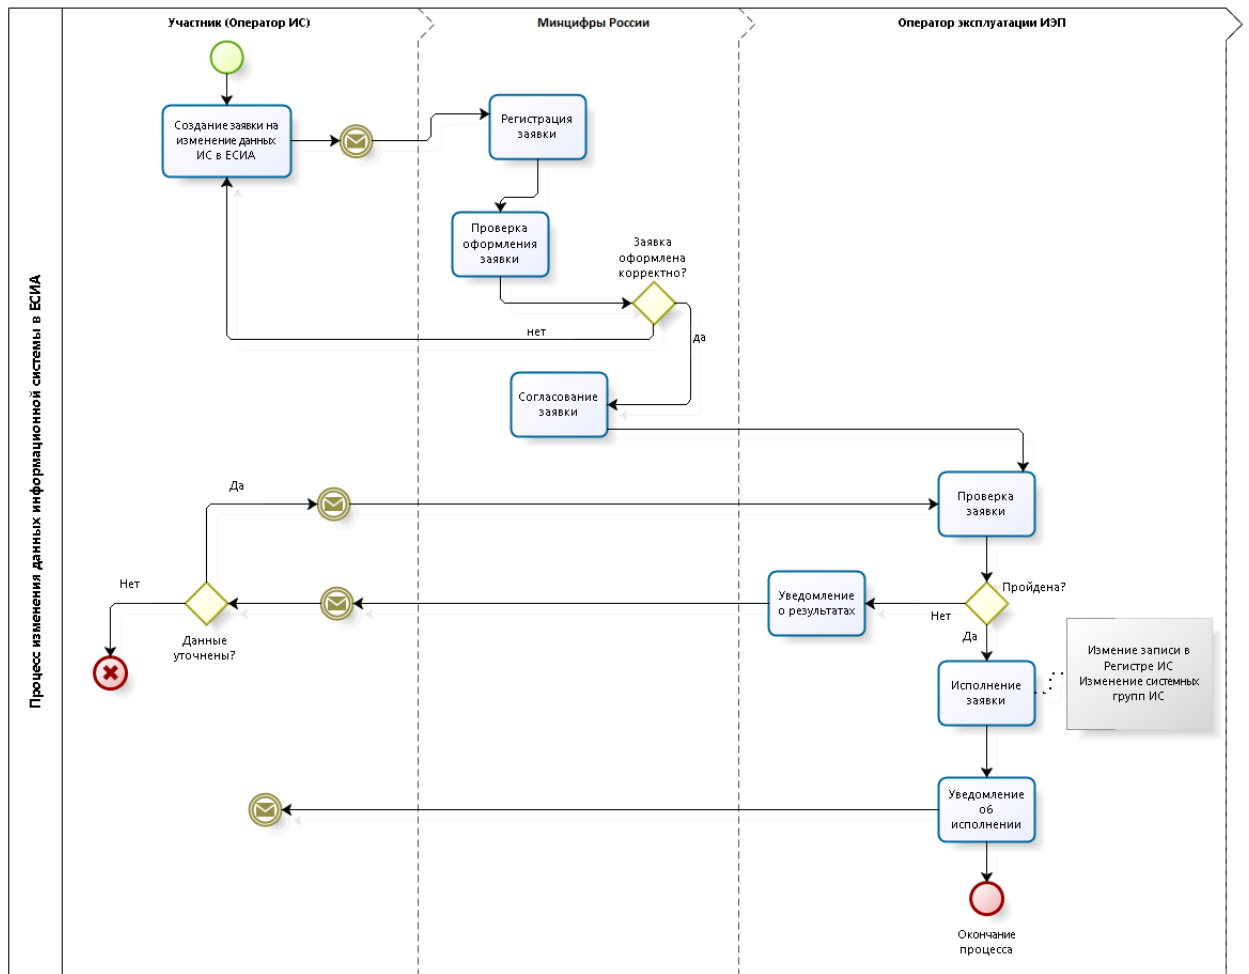 Процесс изменения данных информационной системы в ЕСИА
Участник (Оператор ИС)
Минцифры России
Оператор эксплуатации ИЭП
Создание заявки на
изменение данных
ИС в ЕСИА
Регистрация
заявки
Проверка
оформления
заявки
Заявка
оформлена
корректно?
нет
да
Согласование
заявки
Да
Проверка
заявки
Нет
Данные
уточнены?
Уведомление
о результатах
Пройдена?
Нет
Да
Измение записи в
Регистре ИС
Изменение системных
групп ИС
Исполнение
заявки
Уведомление
об
исполнении
Окончание
процесса